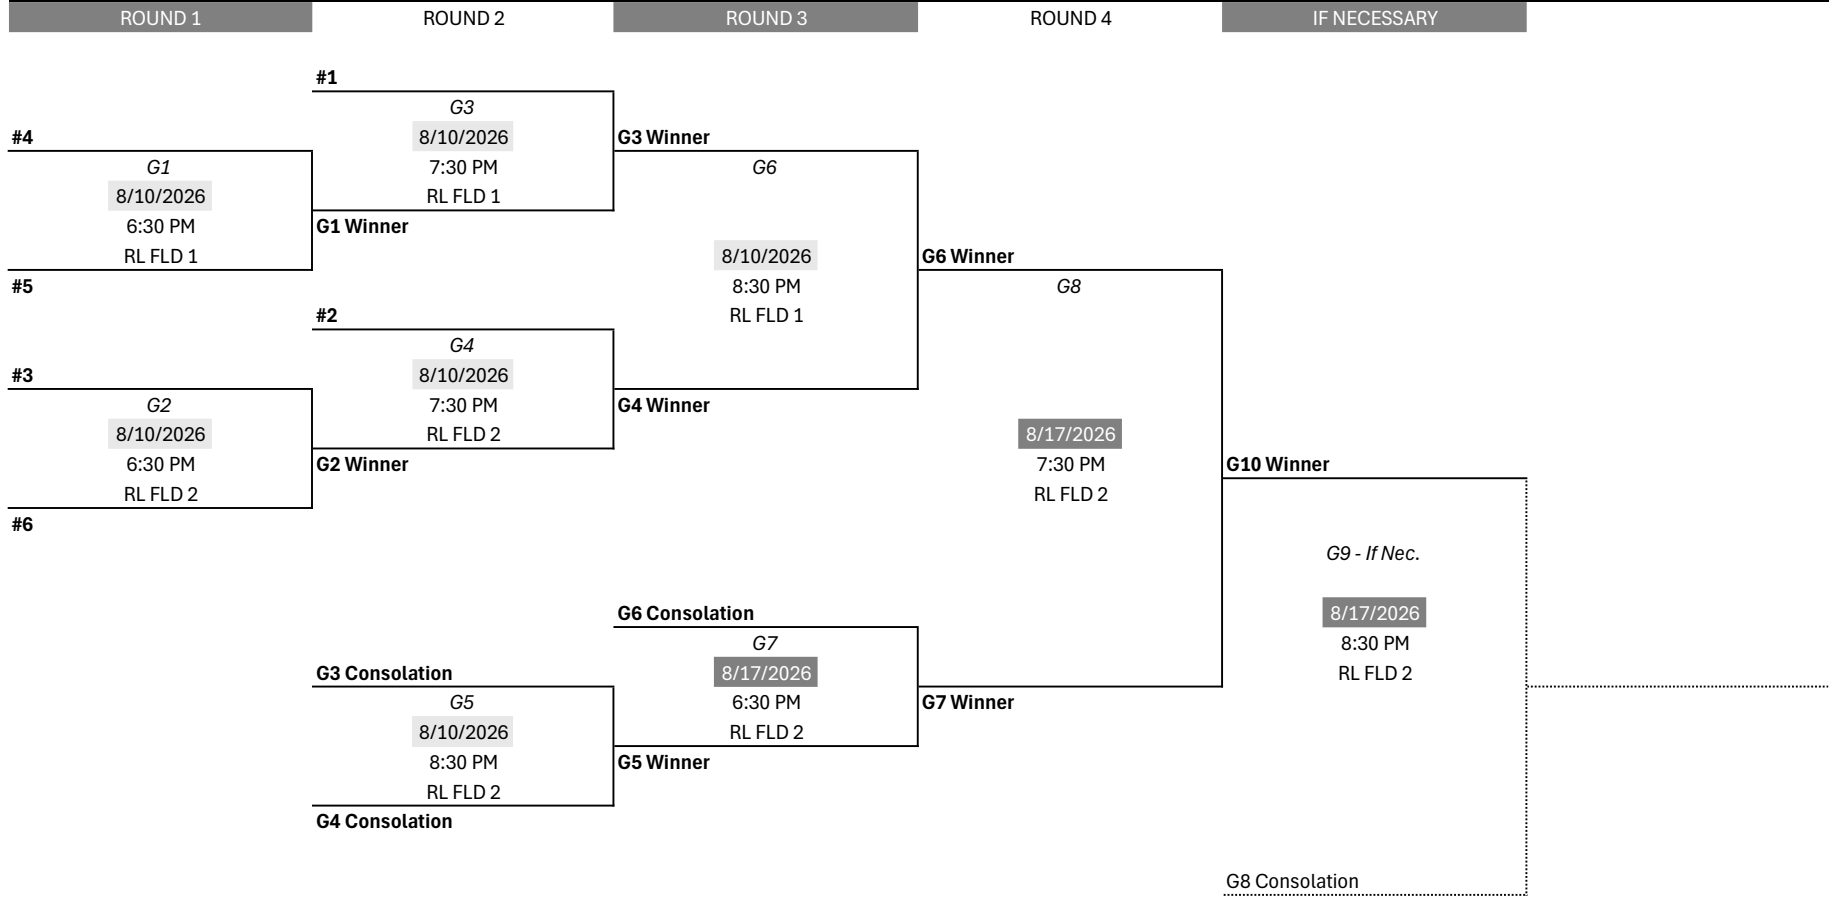 ROUND 1
ROUND 2
ROUND 3
ROUND 4
IF NECESSARY
#4
G1
8/10/2026
6:30 PM
RL FLD 1
#5
#3
G2
8/10/2026
6:30 PM
RL FLD 2
#6
#1
G3
8/10/2026
7:30 PM
RL FLD 1
G1 Winner
#2
G4
8/10/2026
7:30 PM
RL FLD 2
G2 Winner
G3 Consolation
G5
8/10/2026
8:30 PM
RL FLD 2
G4 Consolation
G3 Winner
G6
8/10/2026
8:30 PM
RL FLD 1
G4 Winner
G6 Consolation
G7
8/17/2026
6:30 PM
RL FLD 2
G5 Winner
G6 Winner
G8
8/17/2026
7:30 PM
RL FLD 2
G7 Winner
G10 Winner
G9 - If Nec.
8/17/2026
8:30 PM
RL FLD 2
G8 Consolation